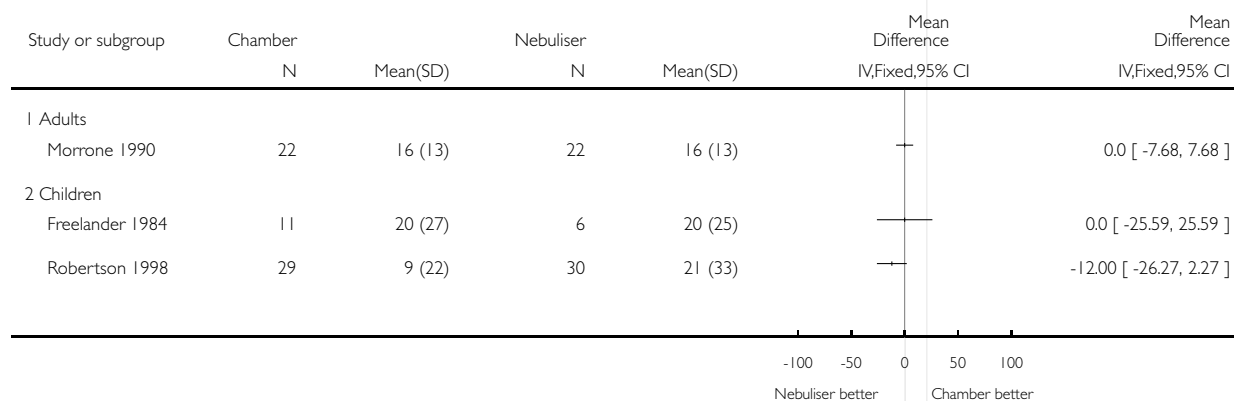 Mean Mean
Study or subgroup Chamber Nebuliser Difference Difference
N Mean(SD) N Mean(SD) IV,Fixed,95% CI IV,Fixed,95% CI
1 Adults
Morrone 1990 22 16 (13) 22 16 (13) 0.0 [ -7.68, 7.68 ]
2 Children
Freelander 1984 11 20 (27) 6 20 (25) 0.0 [ -25.59, 25.59 ]
Robertson 1998 29 9 (22) 30 21 (33) -12.00 [ -26.27, 2.27 ]
-100 -50 0 50 100
Nebuliser better Chamber better